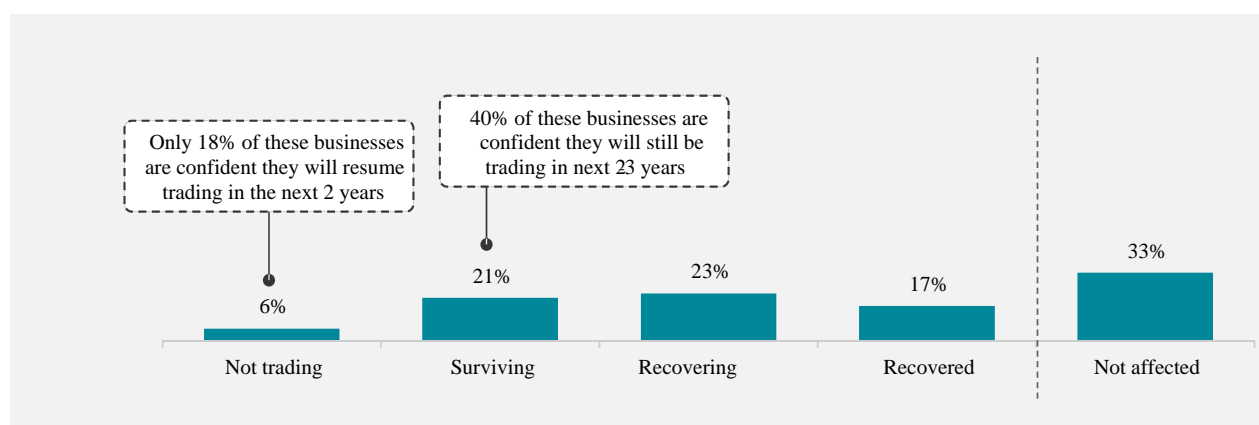 Only 18% of these businesses
are confident they will resume
trading in the next 2 years
40% of these businesses are
confident they will still be
trading in next 23 years
6%
21%
23%
17%
33%
Not trading
Surviving
Recovering
Recovered
Not affected